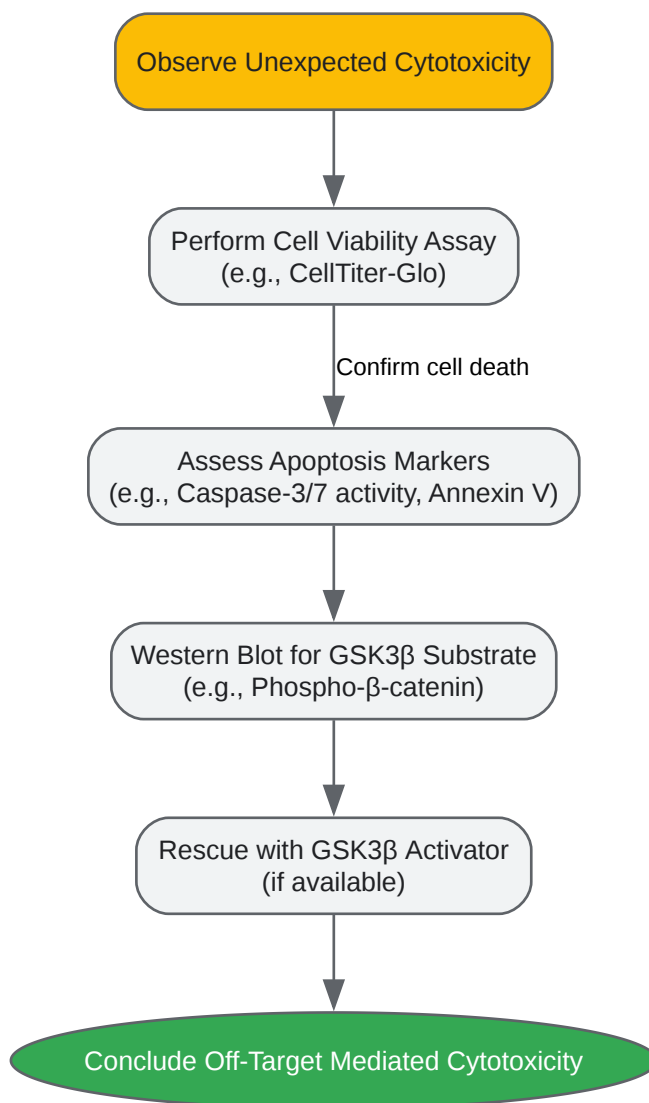 Observe Unexpected Cytotoxicity
Perform Cell Viability Assay
(e.g., CellTiter-Glo)
Confirm cell death
Assess Apoptosis Markers
(e.g., Caspase-3/7 activity, Annexin V)
Western Blot for GSK3β Substrate
(e.g., Phospho-β-catenin)
Rescue with GSK3β Activator
(if available)
Conclude Off-Target Mediated Cytotoxicity